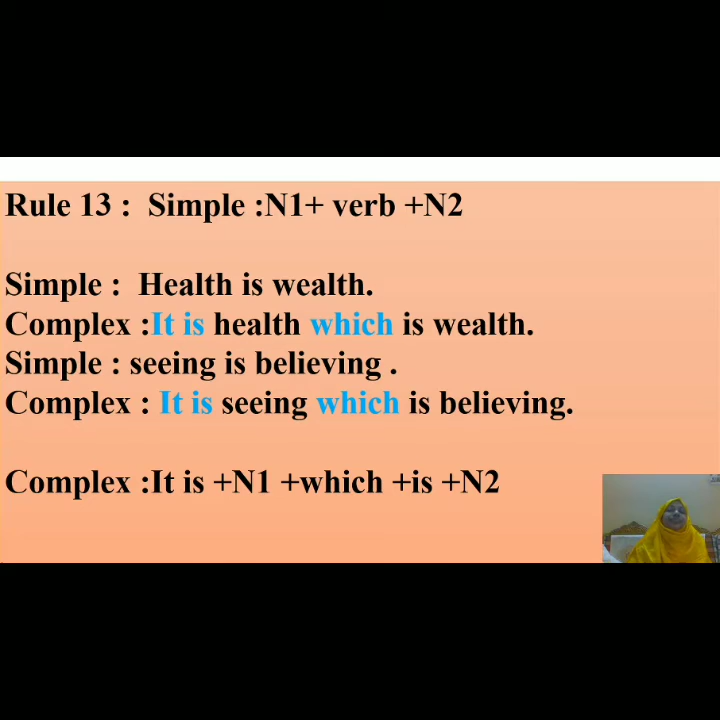 Rule 13 : Simple :N1+ verb +N2
Simple : Health is wealth.
Complex :It is health which is wealth.
Simple : seeing is believing .
Complex : It is seeing which is believing.
Complex :It is +N1 +which +is +N2